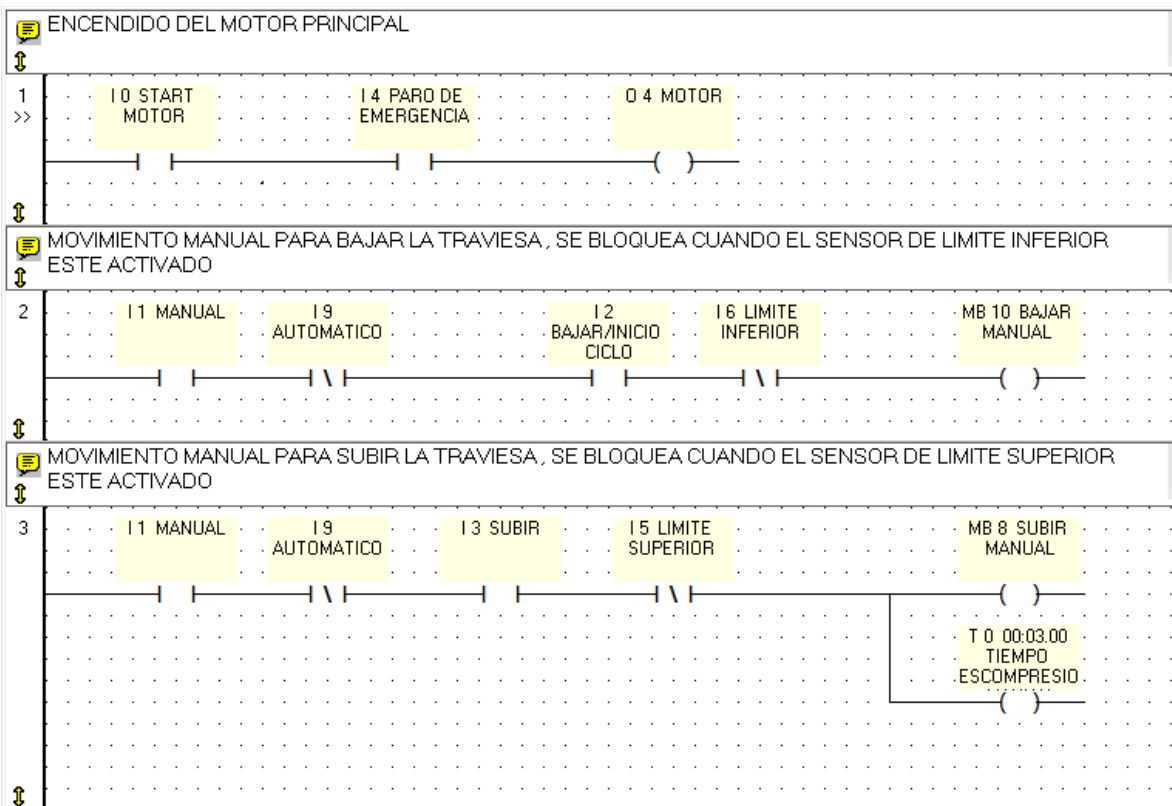 ENCENDIDO DEL MOTOR PRINCIPAL
1
>>
I 0 START
MOTOR
I 4 PARO DE
EMERGENCIA
O 4 MOTOR
MOVIMIENTO MANUAL PARA BAJAR LA TRAVIESA , SE BLOQUEA CUANDO EL SENSOR DE LIMITE INFERIOR
ESTE ACTIVADO
2
I 1 MANUAL
I 9
AUTOMATICO
I 2
BAJAR/INICIO
CICLO
I 6 LIMITE
INFERIOR
MB 10 BAJAR
MANUAL
MOVIMIENTO MANUAL PARA SUBIR LA TRAVIESA , SE BLOQUEA CUANDO EL SENSOR DE LIMITE SUPERIOR
ESTE ACTIVADO
3
I 1 MANUAL
I 9
AUTOMATICO
I 3 SUBIR
I 5 LIMITE
SUPERIOR
MB 8 SUBIR
MANUAL
T 0 00:03.00
TIEMPO
ESCOMPRESIO